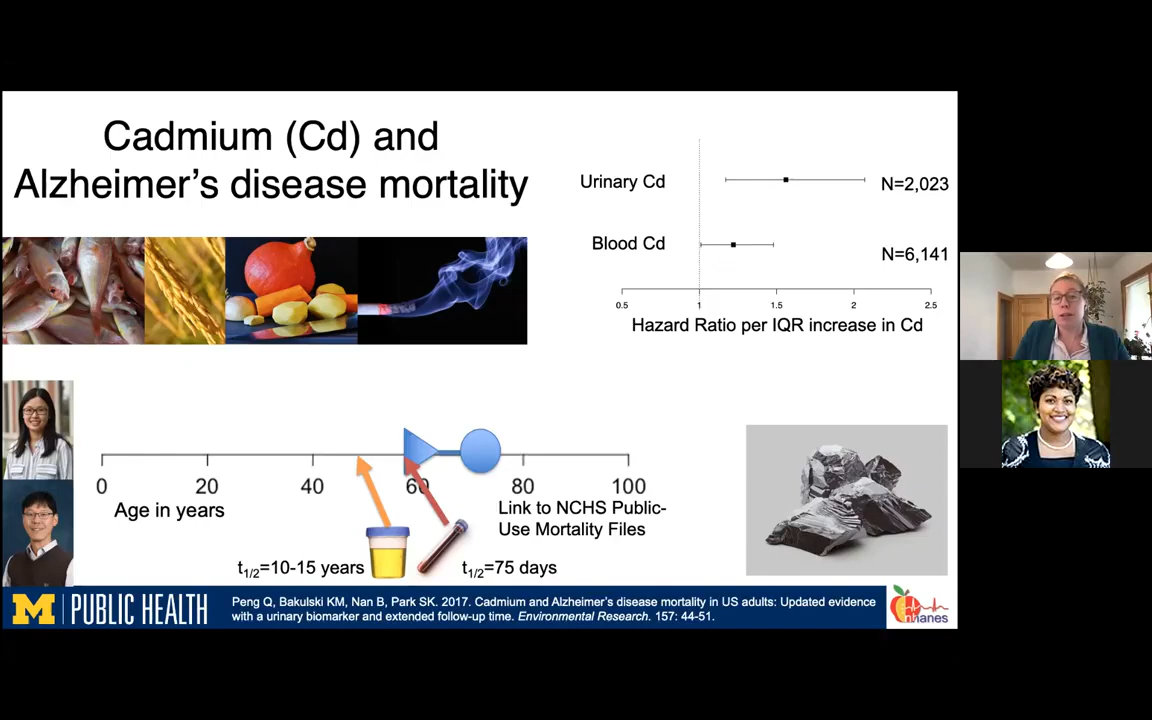 Cadmium (Cd) and
Alzheimer's disease mortality
Urinary Cd
N=2,023
Blood Cd
N=6,141
0.5 1 1.5 2 2.5
Hazard Ratio per IQR increase in Cd
0 20 40 60 80 100
Age in years
Link to NCHS Public-
Use Mortality Files
t1/2=10-15 years
t1/2=75 days
M PUBLIC HEALTH
Peng Q, Bakulski KM, Nan B, Park SK. 2017. Cadmium and Alzheimer's disease mortality in US adults: Updated evidence
with a urinary biomarker and extended follow-up time. Environmental Research. 157: 44-51.
nhanes